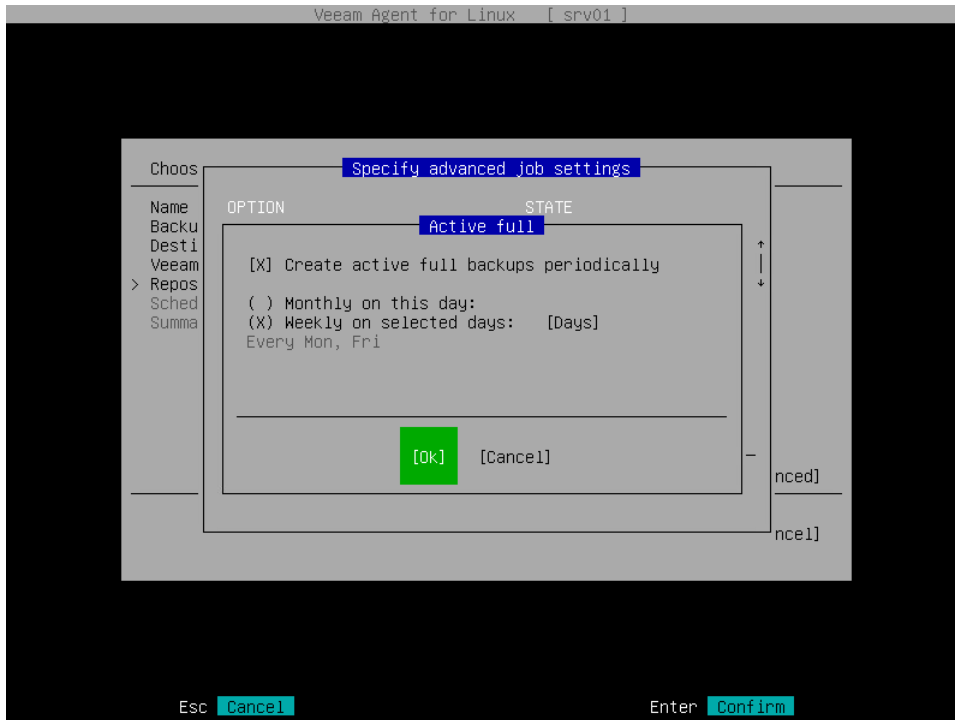 Veeam Agent for Linux [ srv01 ]
Choos
Specify advanced job settings
Name
OPTION STATE
Backu
Active full
Desti
Veeam
[X] Create active full backups periodically
> Repos
Sched
( ) Monthly on this day:
Summa
(X) Weekly on selected days: [Days]
Every Mon, Fri
[Ok] [Cancel]
nced]
ncel]
Esc Cancel
Enter Confirm